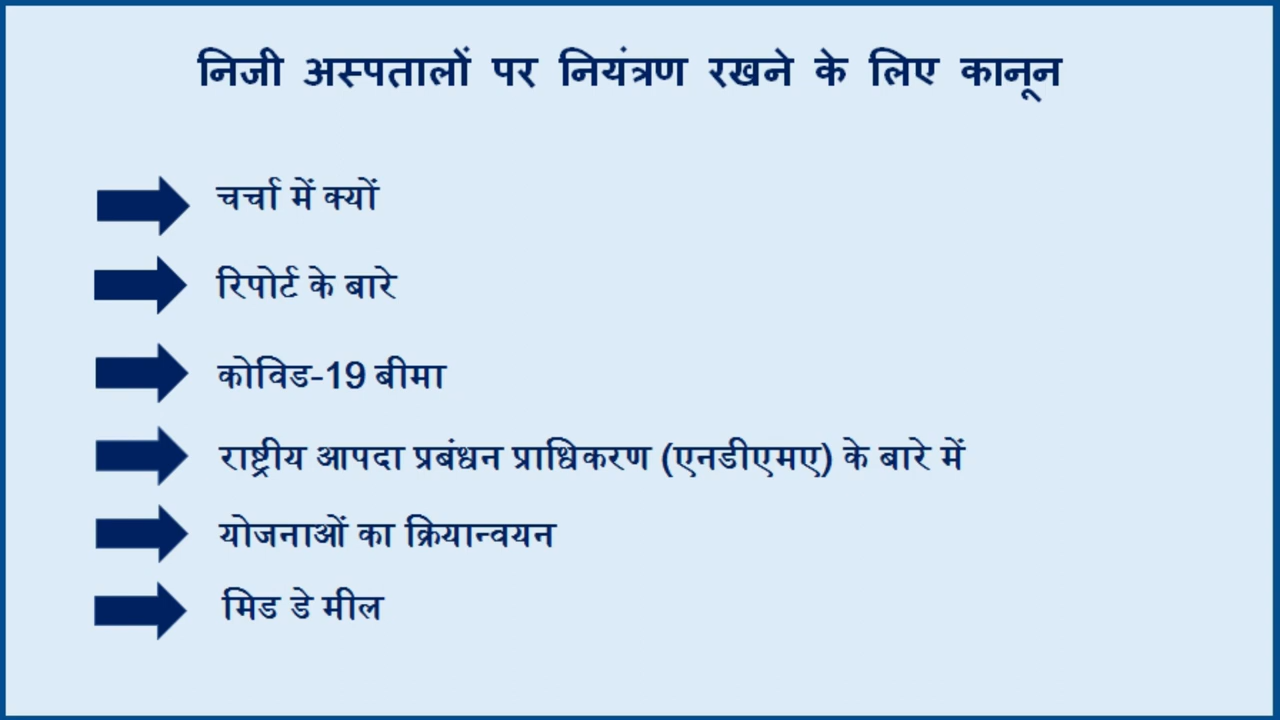 निजी अस्पतालों पर नियंत्रण रखने के लिए कानून
चर्चा में क्यों
रिपोर्ट के बारे
कोविड-19 बीमा
राष्ट्रीय आपदा प्रबंधन प्राधिकरण (एनडीएमए) के बारे में
योजनाओं का क्रियान्वयन
मिड डे मील